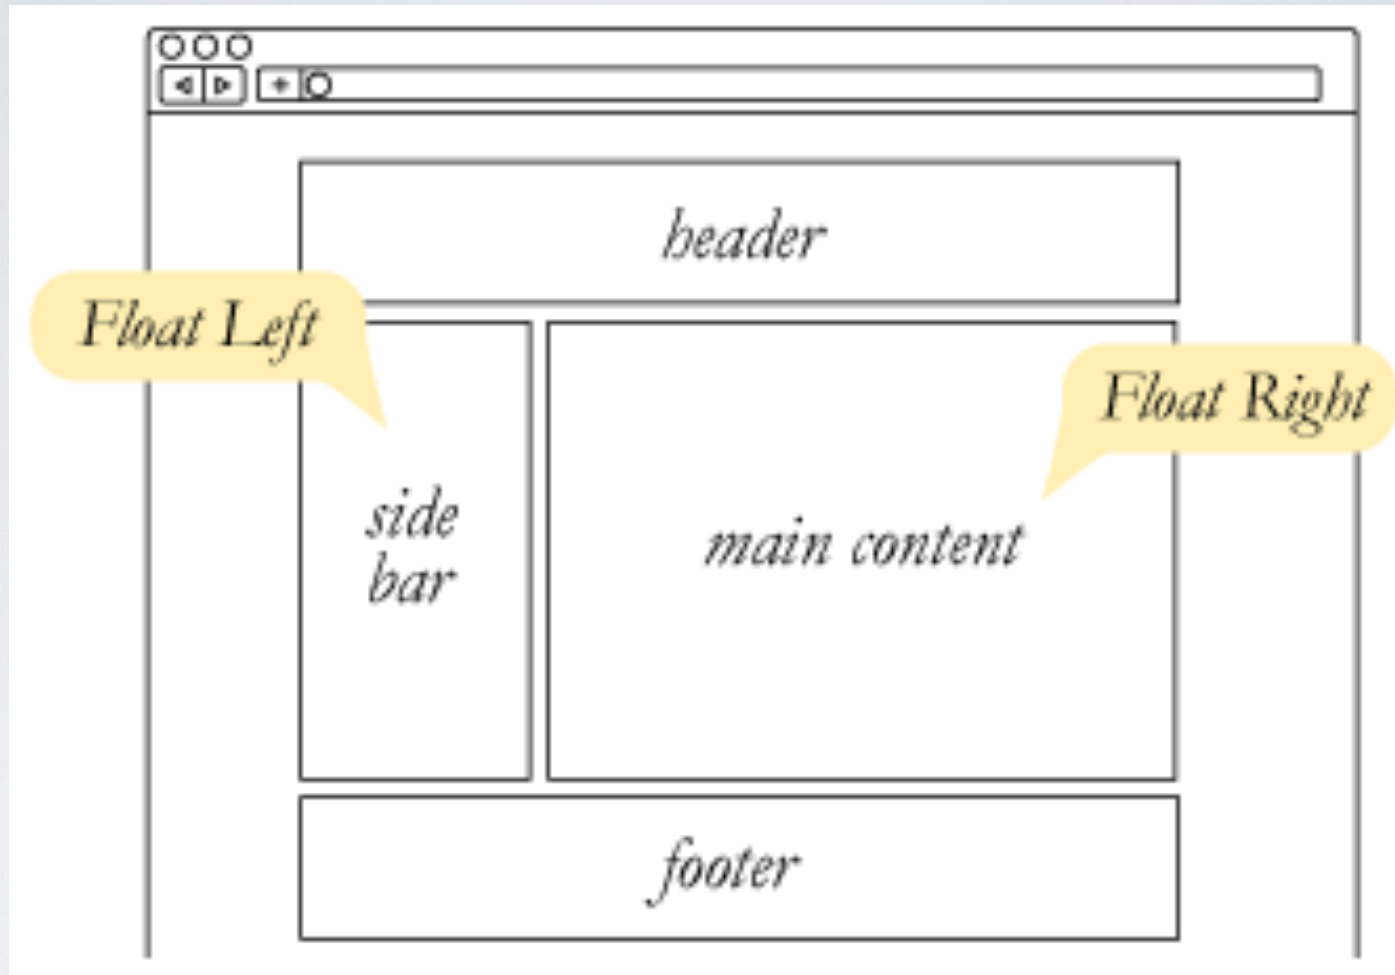 header
Float Left
Float Right
side
bar
main content
footer